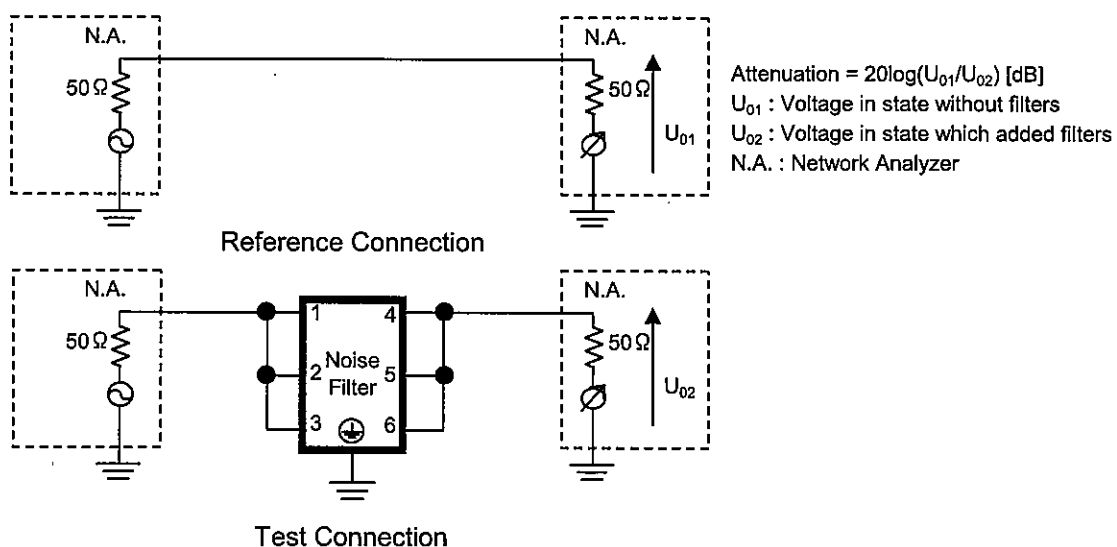 N.A.
50Ω
N.A.
50Ω
U01
Attenuation = 20log(U01/U02) [dB]
U01 : Voltage in state without filters
U02 : Voltage in state which added filters
N.A. : Network Analyzer
Reference Connection
N.A.
50Ω
1 4
2 Noise 5
Filter
3 6
N.A.
50Ω
U02
Test Connection